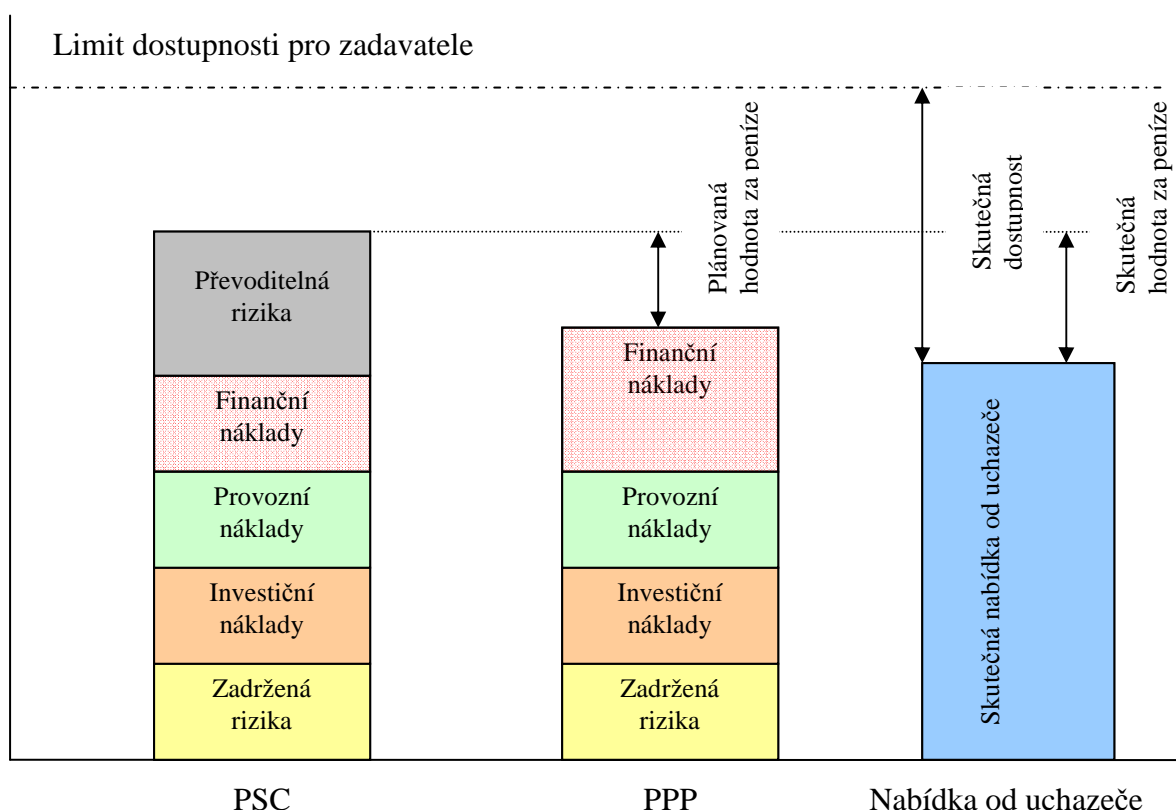 Limit dostupnosti pro zadavatele
Plánovaná
hodnota za peníze
Skutečná
dostupnost
Skutečná
hodnota za peníze
Převoditelná
rizika
Finanční
náklady
Provozní
náklady
Investiční
náklady
Zadržená
rizika
Finanční
náklady
Provozní
náklady
Investiční
náklady
Zadržená
rizika
Skutečná nabídka od uchazeče
PSC
PPP
Nabídka od uchazeče